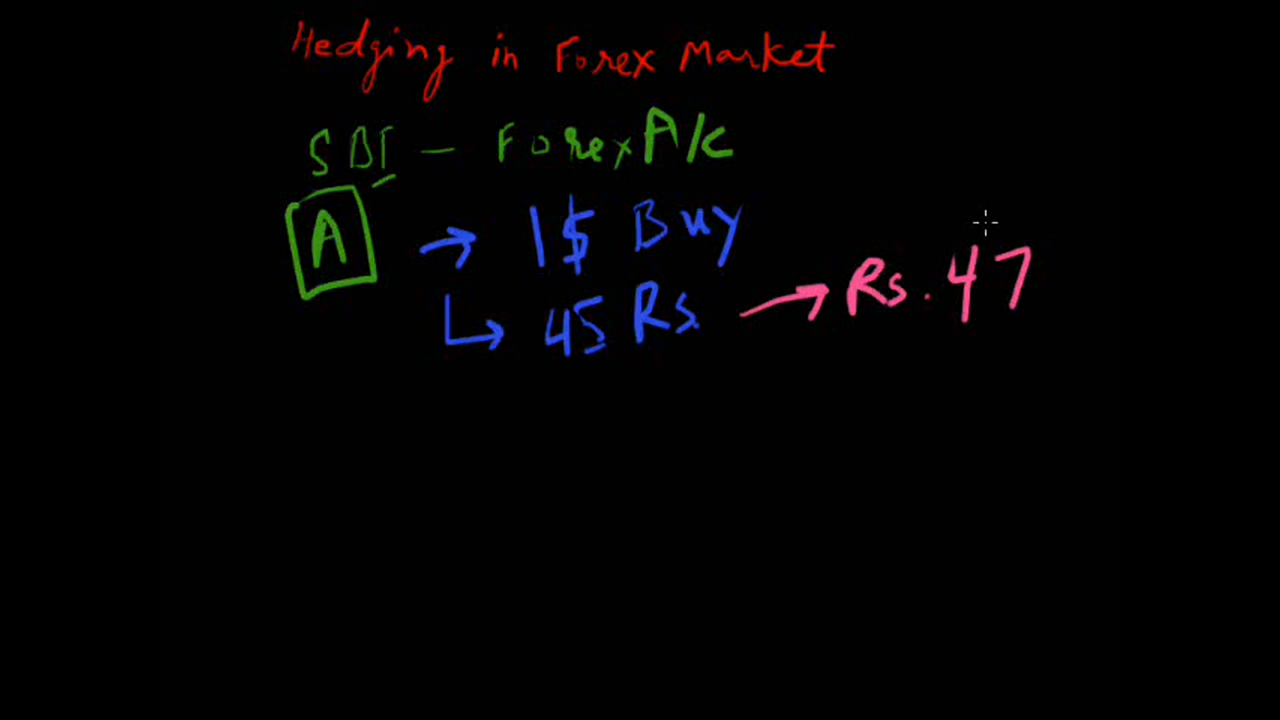 Hedging in Forex Market
SBI - Forex A/c
A → 1$ Buy
↳ 45 Rs. → Rs. 47